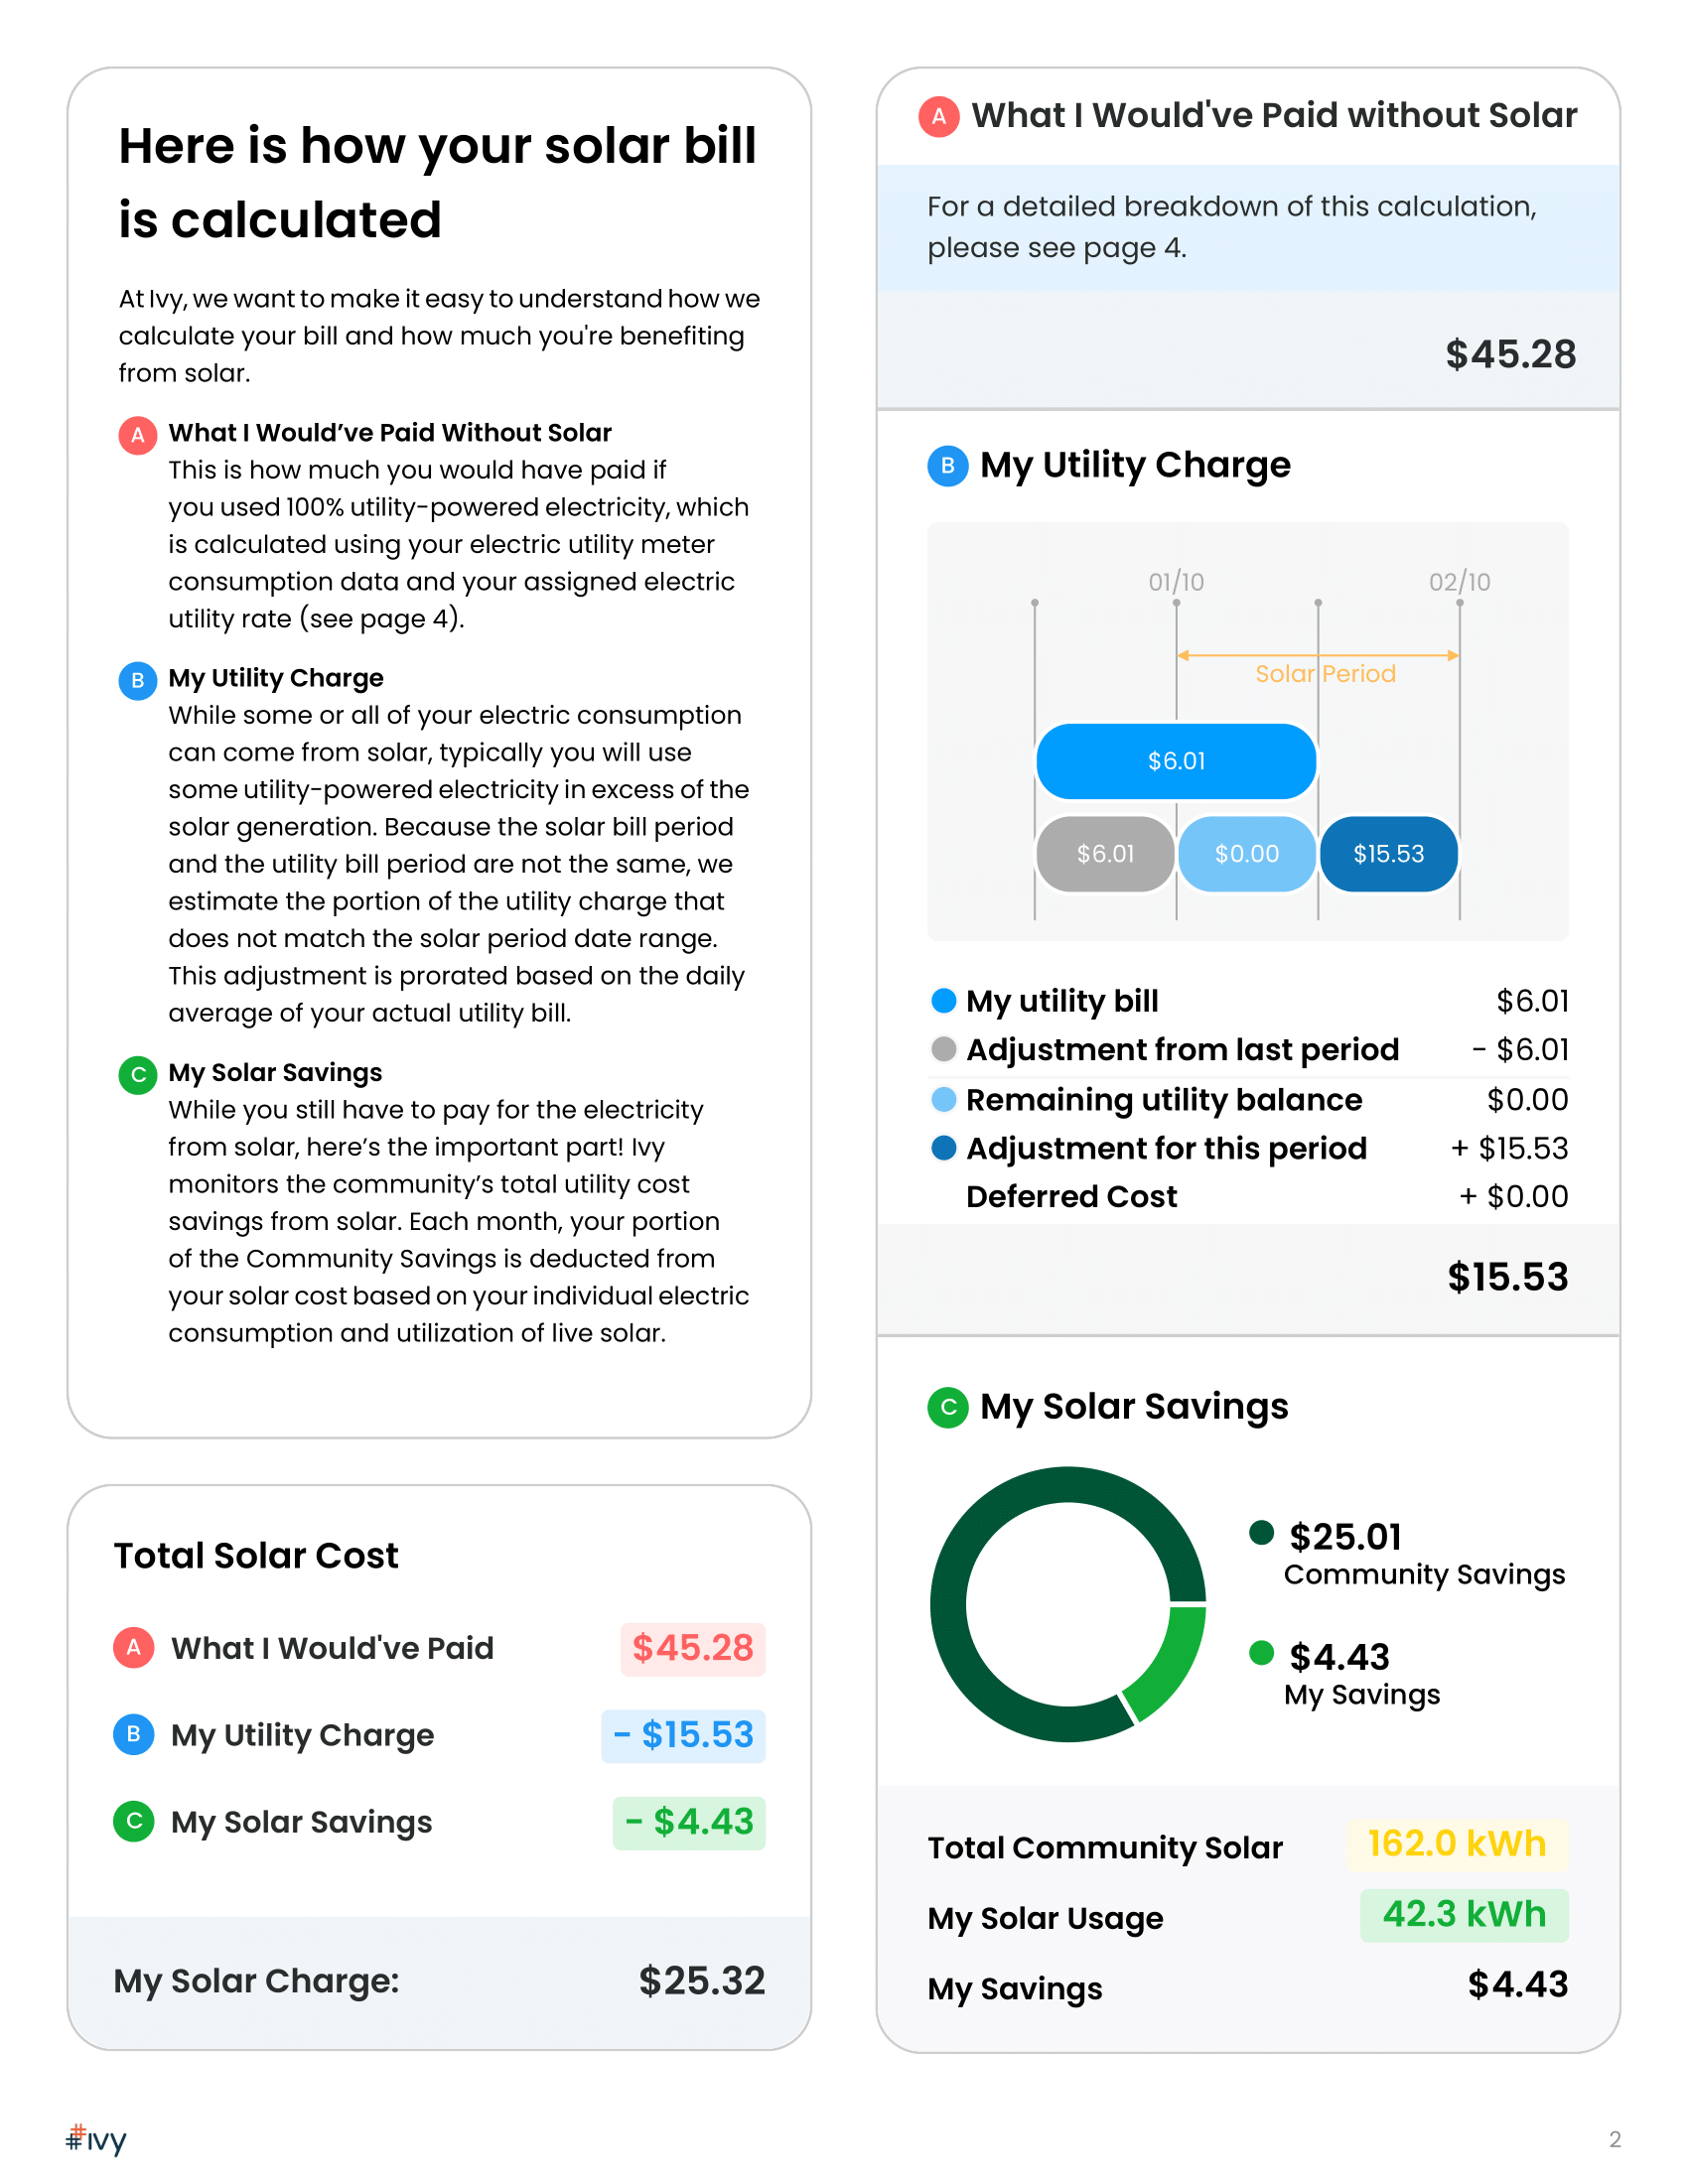 Here is how your solar bill
is calculated
At Ivy, we want to make it easy to understand how we
calculate your bill and how much you're benefiting
from solar.
A What I Would’ve Paid Without Solar
This is how much you would have paid if
you used 100% utility-powered electricity, which
is calculated using your electric utility meter
consumption data and your assigned electric
utility rate (see page 4).
B My Utility Charge
While some or all of your electric consumption
can come from solar, typically you will use
some utility-powered electricity in excess of the
solar generation. Because the solar bill period
and the utility bill period are not the same, we
estimate the portion of the utility charge that
does not match the solar period date range.
This adjustment is prorated based on the daily
average of your actual utility bill.
C My Solar Savings
While you still have to pay for the electricity
from solar, here’s the important part! Ivy
monitors the community’s total utility cost
savings from solar. Each month, your portion
of the Community Savings is deducted from
your solar cost based on your individual electric
consumption and utilization of live solar.
Total Solar Cost
A What I Would've Paid $45.28
B My Utility Charge - $15.53
C My Solar Savings - $4.43
My Solar Charge: $25.32
A What I Would've Paid without Solar
For a detailed breakdown of this calculation,
please see page 4.
$45.28
B My Utility Charge
01/10 02/10
Solar Period
$6.01
$6.01 $0.00 $15.53
My utility bill $6.01
Adjustment from last period - $6.01
Remaining utility balance $0.00
Adjustment for this period + $15.53
Deferred Cost + $0.00
$15.53
C My Solar Savings
$25.01
Community Savings
$4.43
My Savings
Total Community Solar 162.0 kWh
My Solar Usage 42.3 kWh
My Savings $4.43
ivy
2